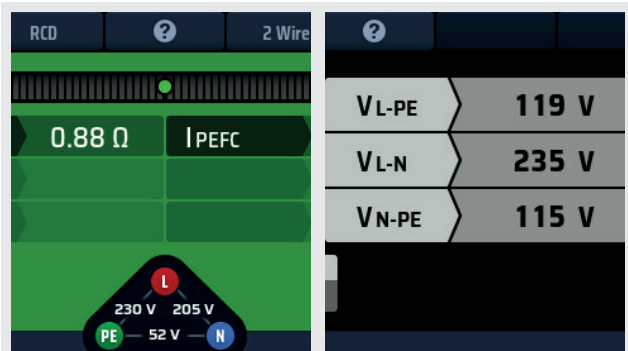 RCD ? 2 Wire
0.88 Ω IPEFC
L
230 V 205 V
PE 52 V N
?
VL-PE 119 V
VL-N 235 V
VN-PE 115 V